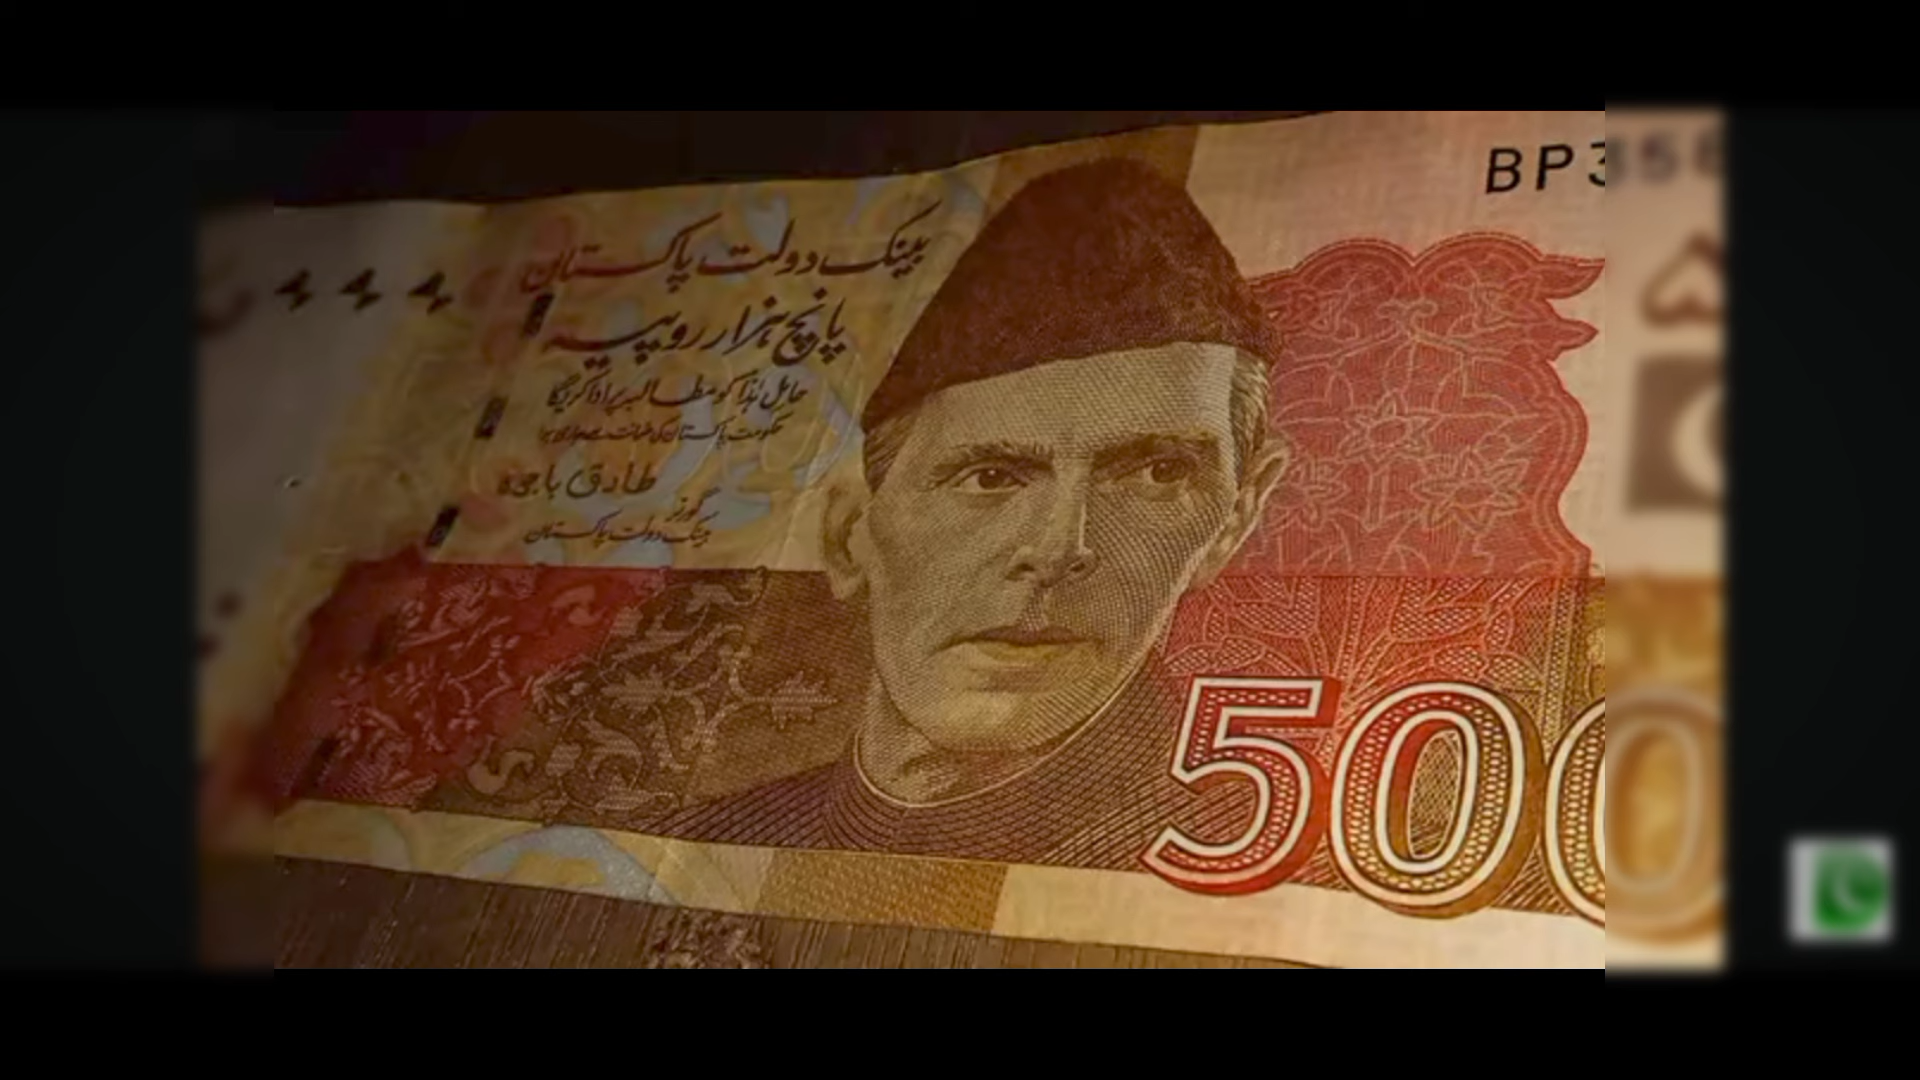 BP3
بینک دولت پاکستان
پانچ ہزار روپیہ
حامل ہٰذا کو مطالبہ پر ادا کریگا
حکومت پاکستان کی ضمانت سے جاری ہوا
طارق باجوہ
گورنر
بینک دولت پاکستان
500